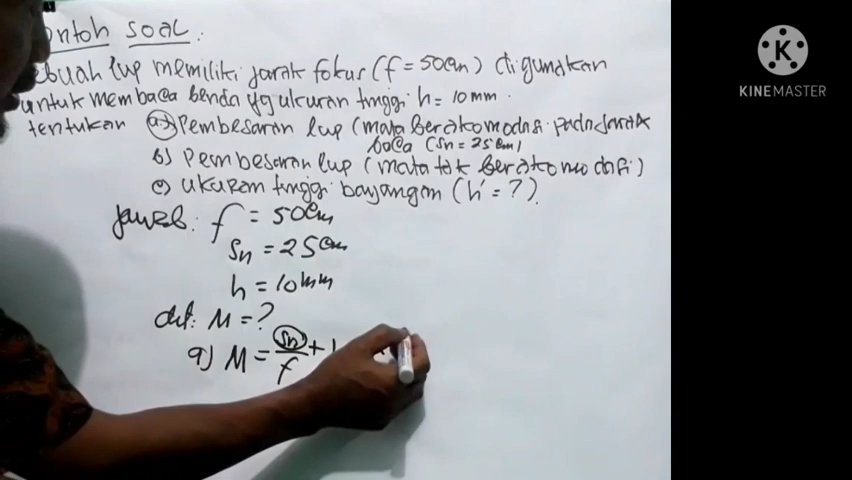 ontoh soal :
ebuah lup memiliki jarak fokus (f = 50cm) digunakan
untuk membaca benda yg ukuran tinggi h = 10 mm.
tentukan a.) Pembesaran lup (mata berakomodasi pada jarak
baca (Sn = 25cm)
b) Pembesaran lup (mata tak berakomodasi)
c) ukuran tinggi bayangan (h' = ?).
Jawab: f = 50cm
Sn = 25cm
h = 10mm
dit: M = ?
a) M = Sn/f + 1
K
KINEMASTER